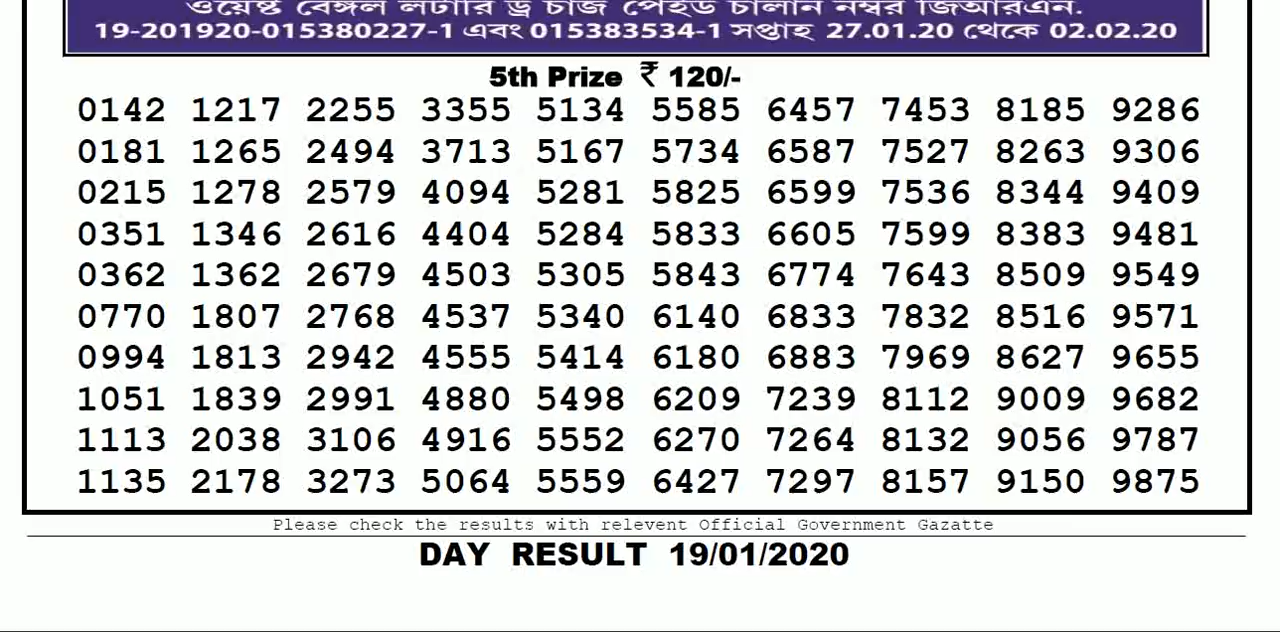 ওয়েষ্ট বেঙ্গল লটারি ড্র চার্জ পেইড চালান নম্বর জিআরএন.
19-201920-015380227-1 এবং 015383534-1 সপ্তাহ 27.01.20 থেকে 02.02.20
5th Prize ₹ 120/-
0142 1217 2255 3355 5134 5585 6457 7453 8185 9286
0181 1265 2494 3713 5167 5734 6587 7527 8263 9306
0215 1278 2579 4094 5281 5825 6599 7536 8344 9409
0351 1346 2616 4404 5284 5833 6605 7599 8383 9481
0362 1362 2679 4503 5305 5843 6774 7643 8509 9549
0770 1807 2768 4537 5340 6140 6833 7832 8516 9571
0994 1813 2942 4555 5414 6180 6883 7969 8627 9655
1051 1839 2991 4880 5498 6209 7239 8112 9009 9682
1113 2038 3106 4916 5552 6270 7264 8132 9056 9787
1135 2178 3273 5064 5559 6427 7297 8157 9150 9875
Please check the results with relevent Official Government Gazatte
DAY RESULT 19/01/2020